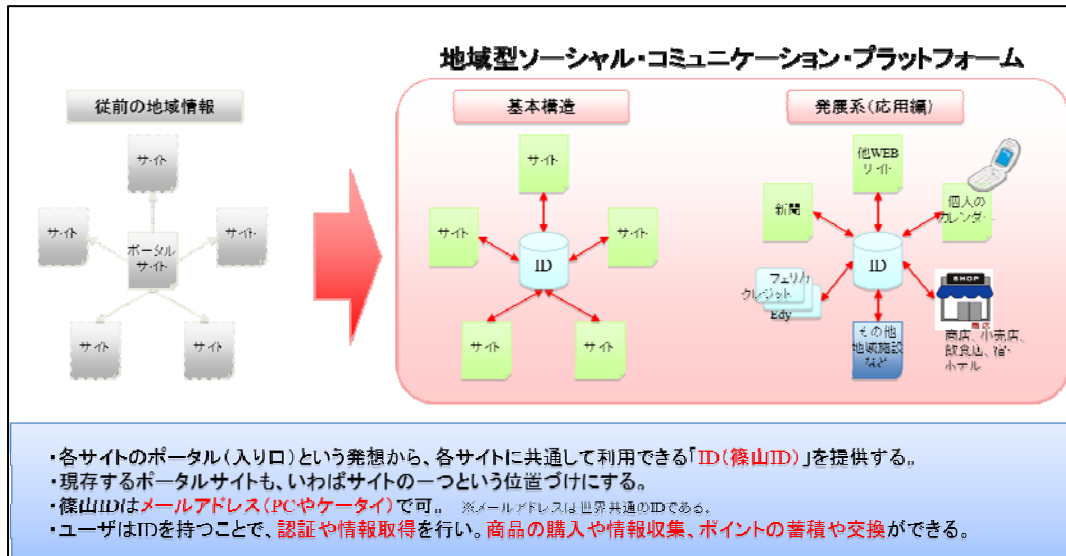 地域型ソーシャル・コミュニケーション・プラットフォーム
従前の地域情報
サイト
サイト
サイト
ポータル
サイト
サイト
サイト
基本構造
サイト
サイト
サイト
ID
サイト
サイト
発展系(応用編)
他WEB
サイト
新聞
個人の
カレンダー
ID
フェリカ
クレジット
Edy
SHOP
商店
その他
地域施設
など
商店、小売店、
飲食店、宿・
ホテル
・各サイトのポータル(入り口)という発想から、各サイトに共通して利用できる「ID(篠山ID)」を提供する。
・現存するポータルサイトも、いわばサイトの一つという位置づけにする。
・篠山IDはメールアドレス(PCやケータイ)で可。 ※メールアドレスは世界共通のIDである。
・ユーザはIDを持つことで、認証や情報取得を行い。商品の購入や情報収集、ポイントの蓄積や交換ができる。